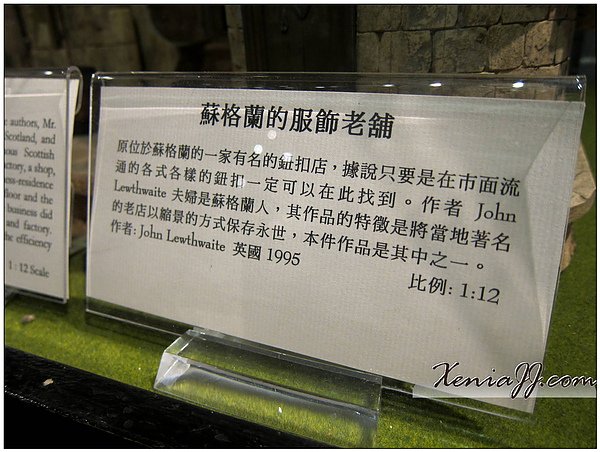 e authors, Mr.
Scotland, and
ous Scottish
ctory, a shop,
ess-residence
floor and the
business did
and factory.
the efficiency
1 : 12 Scale
蘇格蘭的服飾老舖
原位於蘇格蘭的一家有名的鈕扣店，據說只要是在市面流
通的各式各樣的鈕扣一定可以在此找到。作者 John
Lewthwaite 夫婦是蘇格蘭人，其作品的特徵是將當地著名
的老店以縮景的方式保存永世，本件作品是其中之一。
作者: John Lewthwaite 英國 1995
比例: 1:12
XeniaJJ.com